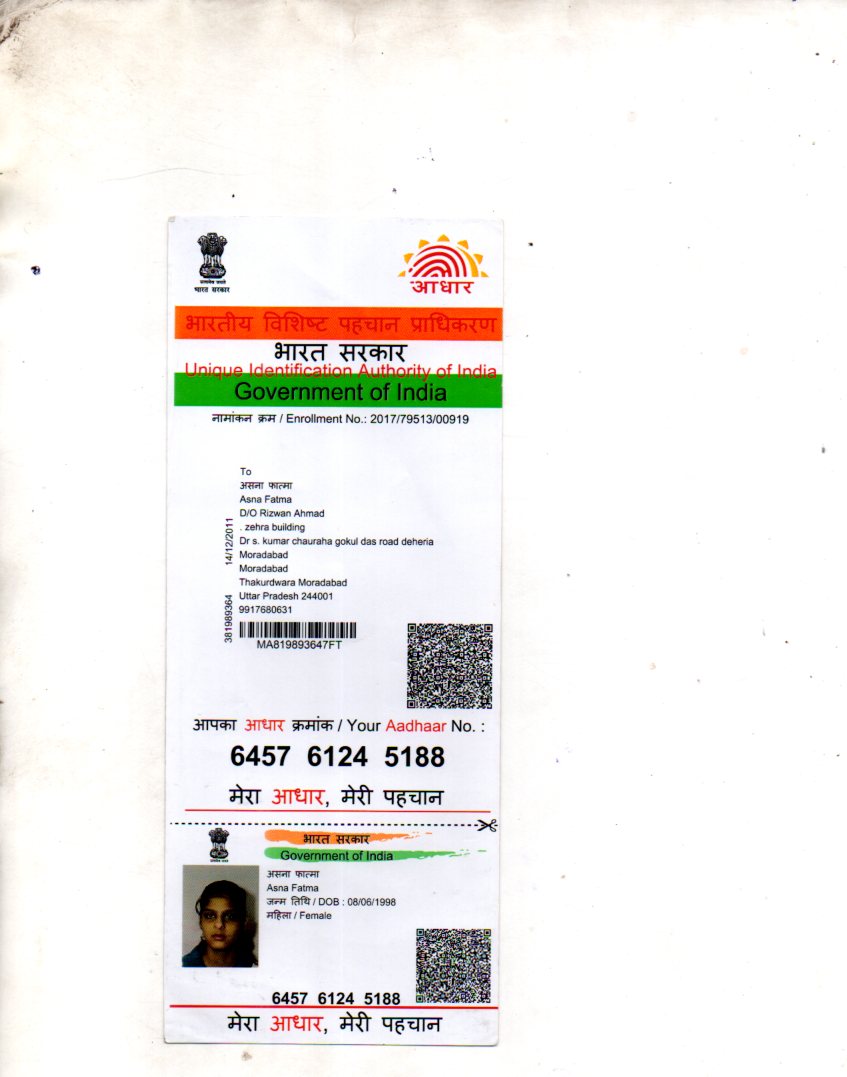 सत्यमेव जयते
भारत सरकार
आधार
भारतीय विशिष्ट पहचान प्राधिकरण
भारत सरकार
Unique Identification Authority of India
Government of India
नामांकन क्रम / Enrollment No.: 2017/79513/00919
To
असना फात्मा
Asna Fatma
D/O Rizwan Ahmad
. zehra building
Dr s. kumar chauraha gokul das road deheria
Moradabad
Moradabad
Thakurdwara Moradabad
Uttar Pradesh 244001
9917680631
381989364 14/12/2011
MA819893647FT
आपका आधार क्रमांक / Your Aadhaar No. :
6457 6124 5188
मेरा आधार, मेरी पहचान
भारत सरकार
Government of India
असना फात्मा
Asna Fatma
जन्म तिथि / DOB : 08/06/1998
महिला / Female
6457 6124 5188
मेरा आधार, मेरी पहचान